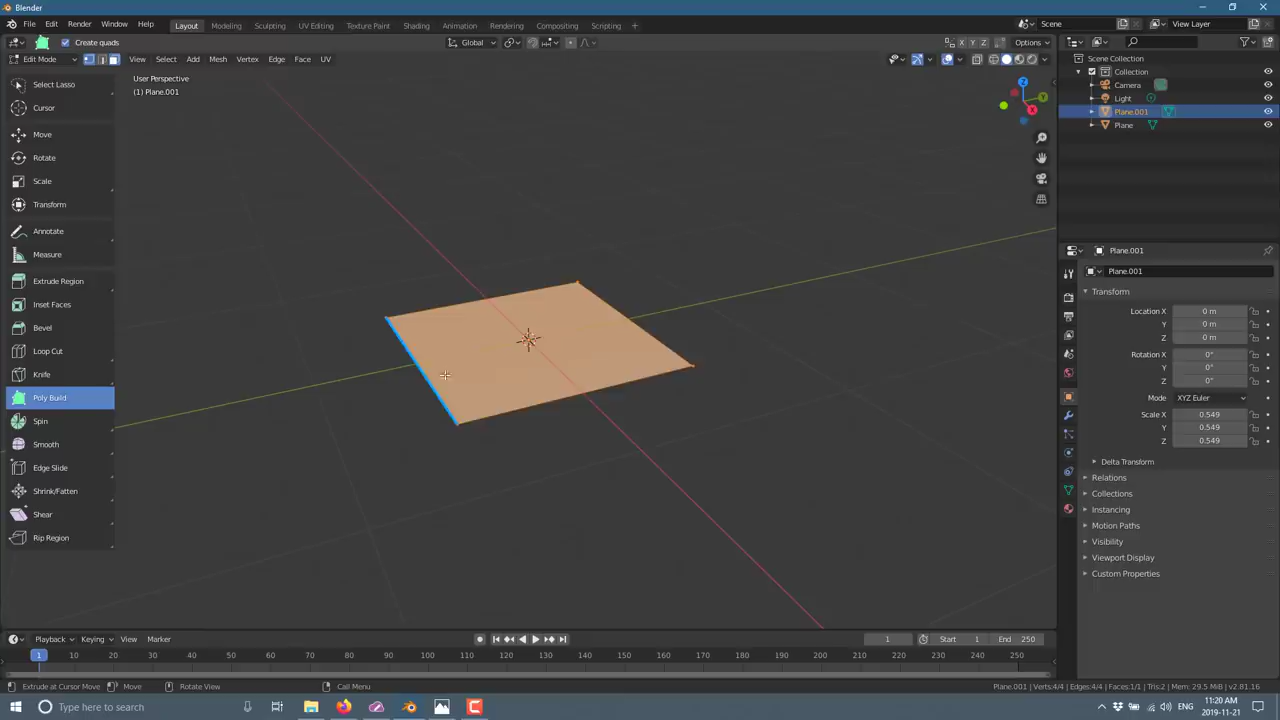 Blender
File Edit Render Window Help Layout Modeling Sculpting UV Editing Texture Paint Shading Animation Rendering Compositing Scripting + Scene View Layer
Create quads Global X Y Z Options
Edit Mode View Select Add Mesh Vertex Edge Face UV
User Perspective
(1) Plane.001
Select Lasso
Cursor
Move
Rotate
Scale
Transform
Annotate
Measure
Extrude Region
Inset Faces
Bevel
Loop Cut
Knife
Poly Build
Spin
Smooth
Edge Slide
Shrink/Fatten
Shear
Rip Region
Z
Y
X
Scene Collection
Collection
Camera
Light
Plane.001
Plane
Plane.001
Plane.001
Transform
Location X 0 m
Y 0 m
Z 0 m
Rotation X 0°
Y 0°
Z 0°
Mode XYZ Euler
Scale X 0.549
Y 0.549
Z 0.549
Delta Transform
Relations
Collections
Instancing
Motion Paths
Visibility
Viewport Display
Custom Properties
Playback Keying View Marker 1 Start 1 End 250
1 10 20 30 40 50 60 70 80 90 100 110 120 130 140 150 160 170 180 190 200 210 220 230 240 250
Extrude at Cursor Move Move Rotate View Call Menu Plane.001 | Verts:4/4 | Edges:4/4 | Faces:1/1 | Tris:2 | Mem: 29.5 MiB | v2.81.16
Type here to search ENG 11:20 AM
2019-11-21